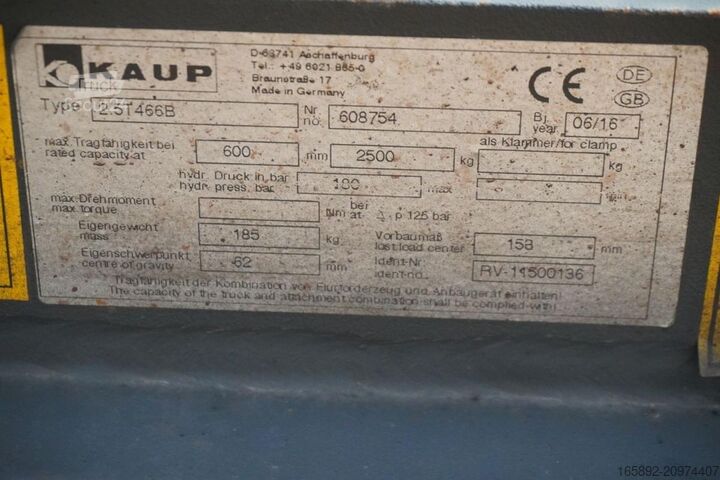 KAUP
D-63741 Aschaffenburg
Tel.: +49 6021 865-0
Braunstraße 17
Made in Germany
CE
DE
GB
Truck
Type 2.5T466B
Nr.
no. 608754
Bj.
year 06/16
max.Tragfähigkeit bei
rated capacity at 600 mm 2500 kg
als Klammer/for clamp
kg
hydr. Druck in bar
hydr. press. bar 180 max
max.Drehmoment
max.torque Nm
bei
at Δ p 125 bar
Eigengewicht
mass 185 kg
Vorbaumaß
lost load center 158 mm
Eigenschwerpunkt
centre of gravity 62 mm
Ident-Nr.
ident-no. RV-11500136
Tragfähigkeit der Kombination von Flurförderzeug und Anbaugerät einhalten!
The capacity of the truck and attachment combination shall be complied with!
165892-20974407